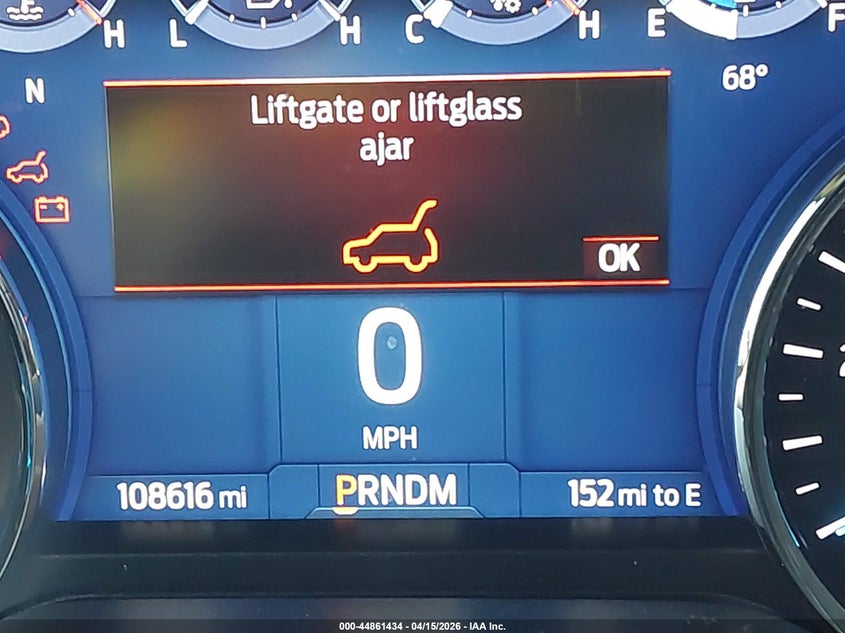 H L H C H E F
N
68°
Liftgate or liftglass
ajar
OK
0
MPH
108616 mi
PRNDM
152 mi to E
000-44861434 - 04/15/2026 - IAA Inc.